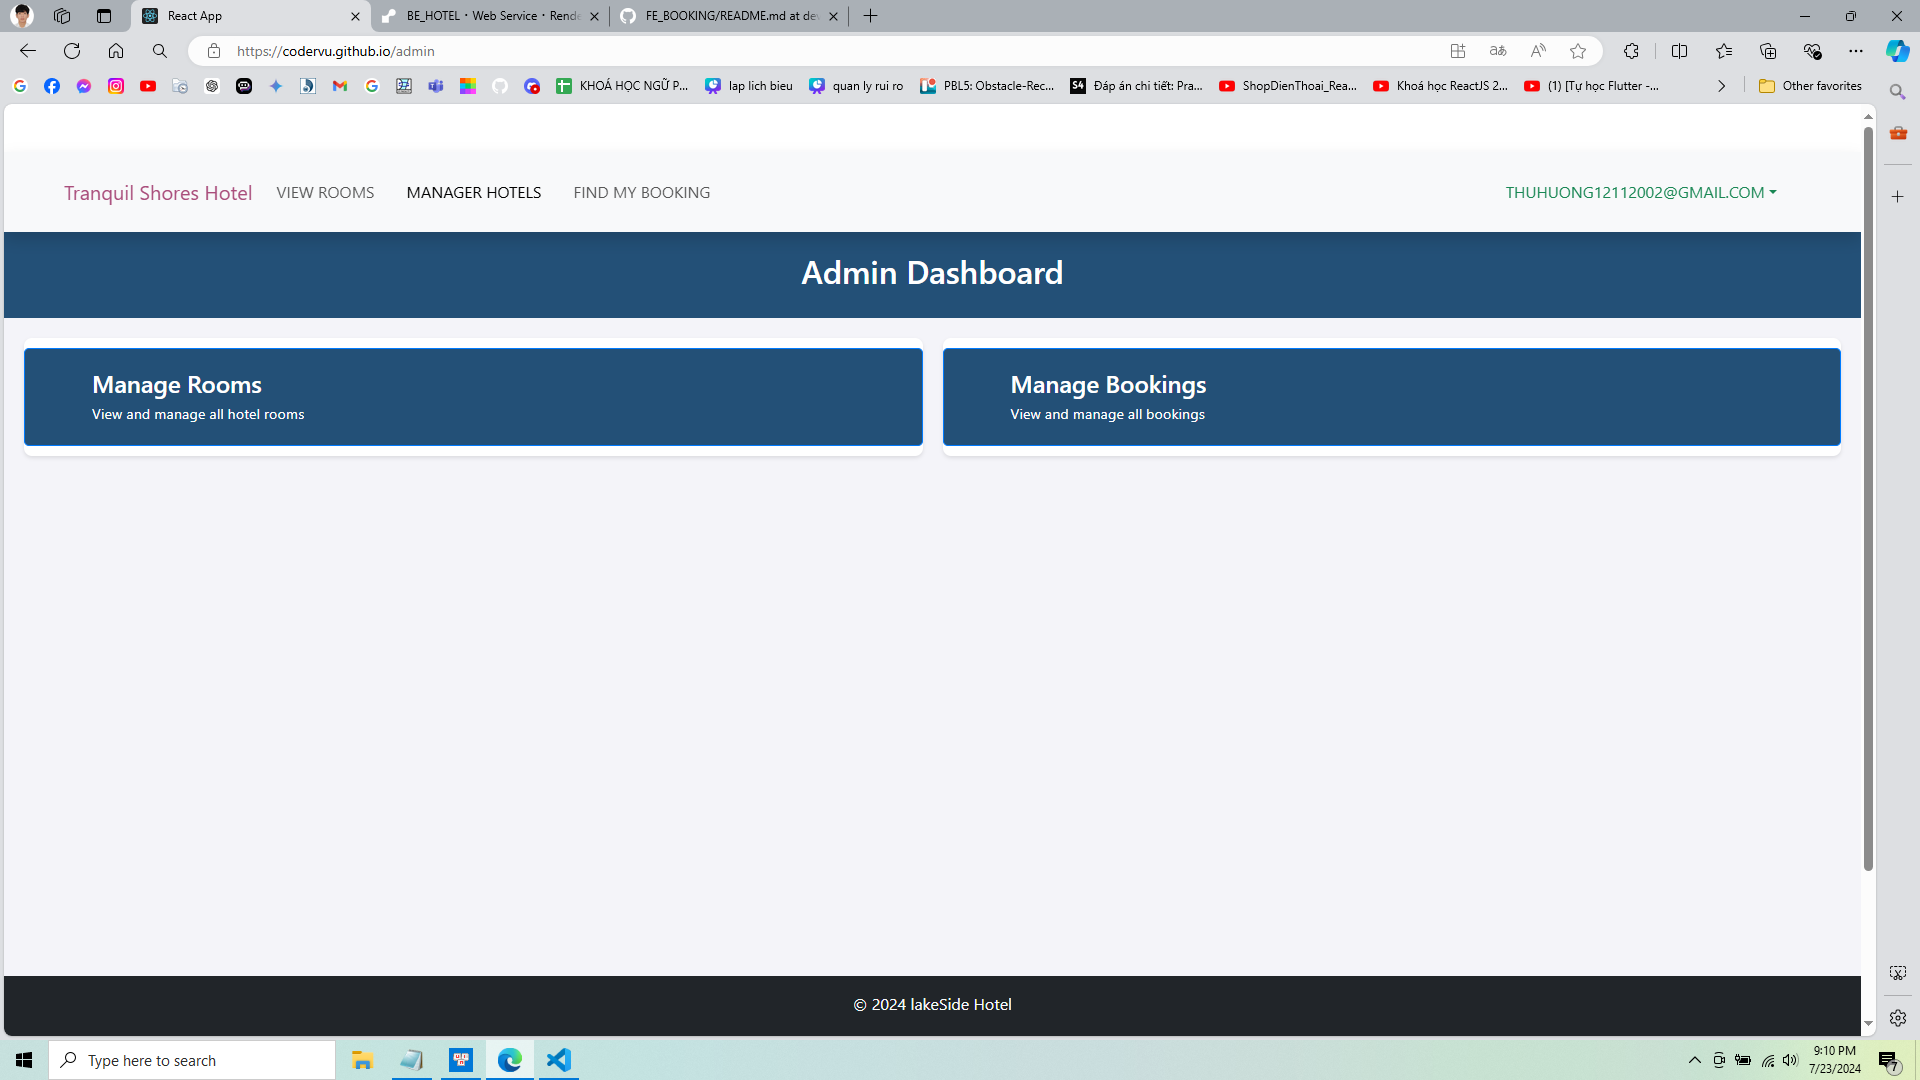 React App
BE_HOTEL · Web Service · Rende
FE_BOOKING/README.md at dev
https://codervu.github.io/admin
KHOÁ HỌC NGỮ P...
lap lich bieu
quan ly rui ro
PBL5: Obstacle-Rec...
S4
Đáp án chi tiết: Pra...
ShopDienThoai_Rea...
Khoá học ReactJS 2...
(1) [Tự học Flutter -...
Other favorites
Tranquil Shores Hotel
VIEW ROOMS
MANAGER HOTELS
FIND MY BOOKING
THUHUONG12112002@GMAIL.COM
Admin Dashboard
Manage Rooms
View and manage all hotel rooms
Manage Bookings
View and manage all bookings
© 2024 lakeSide Hotel
Type here to search
9:10 PM
7/23/2024
7